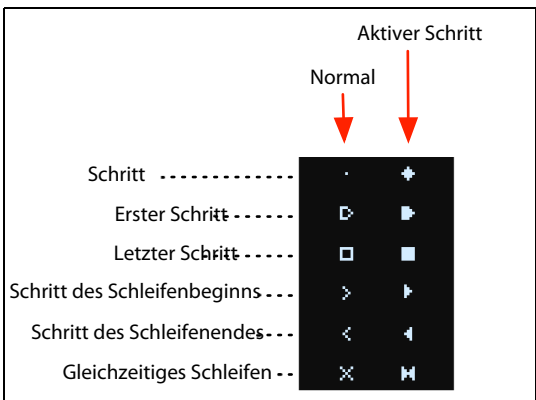 Aktiver Schritt
Normal
Schritt
Erster Schritt
Letzter Schritt
Schritt des Schleifenbeginns
Schritt des Schleifenendes
Gleichzeitiges Schleifen